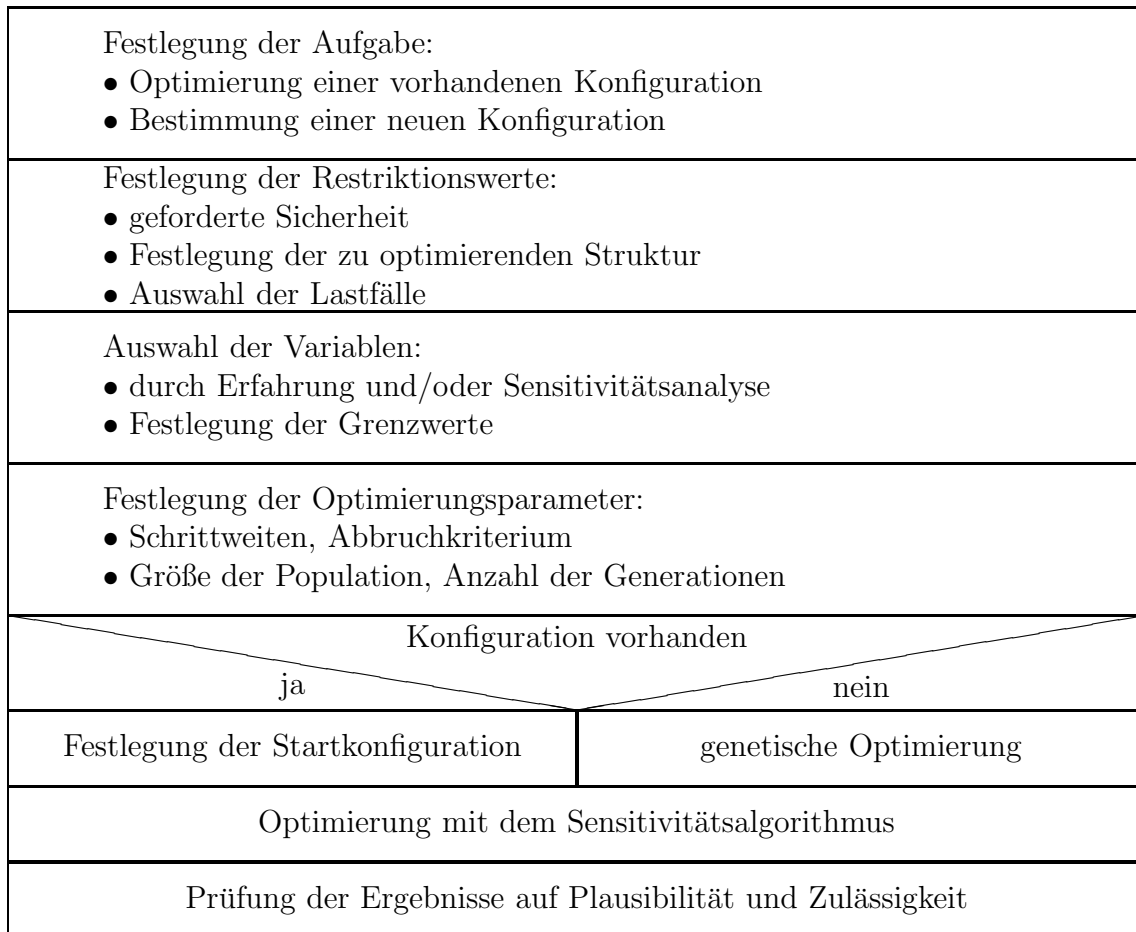 Festlegung der Aufgabe:
• Optimierung einer vorhandenen Konfiguration
• Bestimmung einer neuen Konfiguration
Festlegung der Restriktionswerte:
• geforderte Sicherheit
• Festlegung der zu optimierenden Struktur
• Auswahl der Lastfälle
Auswahl der Variablen:
• durch Erfahrung und/oder Sensitivitätsanalyse
• Festlegung der Grenzwerte
Festlegung der Optimierungsparameter:
• Schrittweiten, Abbruchkriterium
• Größe der Population, Anzahl der Generationen
Konfiguration vorhanden
ja
nein
Festlegung der Startkonfiguration
genetische Optimierung
Optimierung mit dem Sensitivitätsalgorithmus
Prüfung der Ergebnisse auf Plausibilität und Zulässigkeit